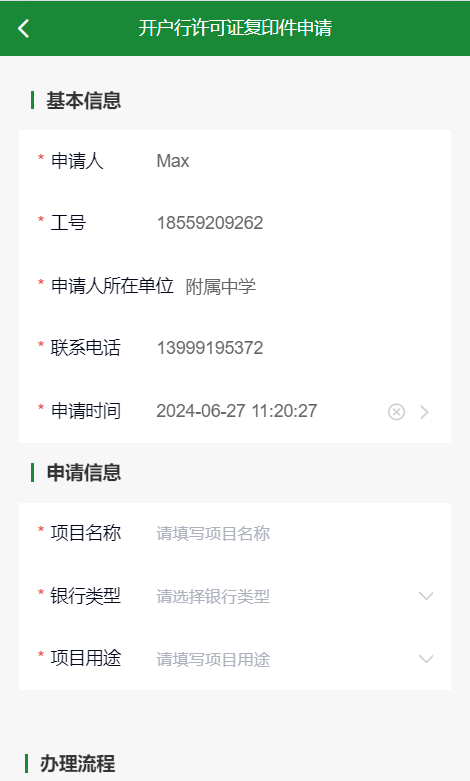 开户行许可证复印件申请
基本信息
* 申请人 Max
* 工号 18559209262
* 申请人所在单位 附属中学
* 联系电话 13999195372
* 申请时间 2024-06-27 11:20:27
申请信息
* 项目名称 请填写项目名称
* 银行类型 请选择银行类型
* 项目用途 请填写项目用途
办理流程